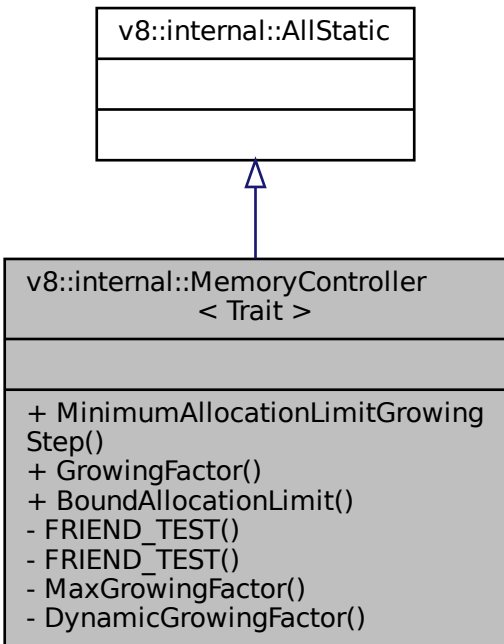 v8::internal::AllStatic
v8::internal::MemoryController
< Trait >
+ MinimumAllocationLimitGrowing
Step()
+ GrowingFactor()
+ BoundAllocationLimit()
- FRIEND_TEST()
- FRIEND_TEST()
- MaxGrowingFactor()
- DynamicGrowingFactor()